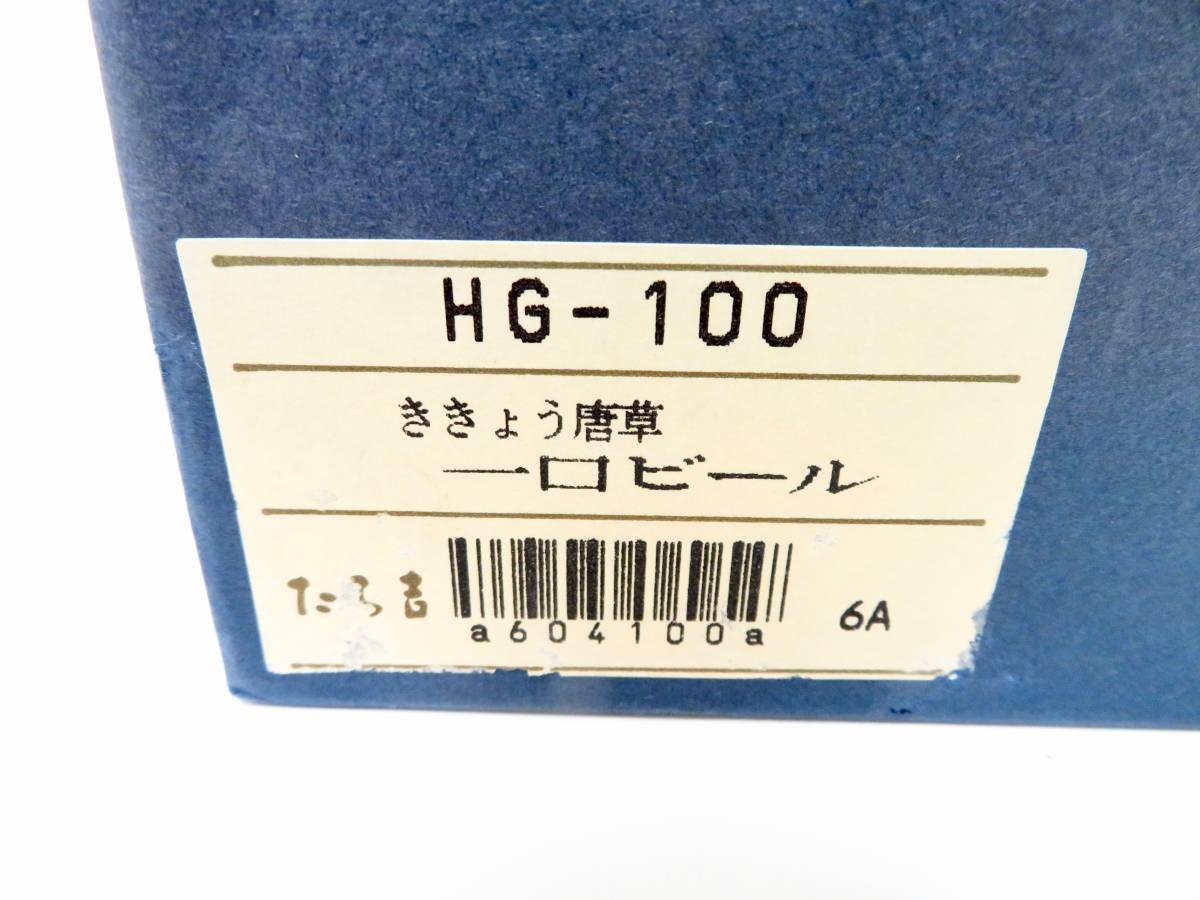 HG-100
ききょう唐草
一口ビール
たち吉
a604100a
6A